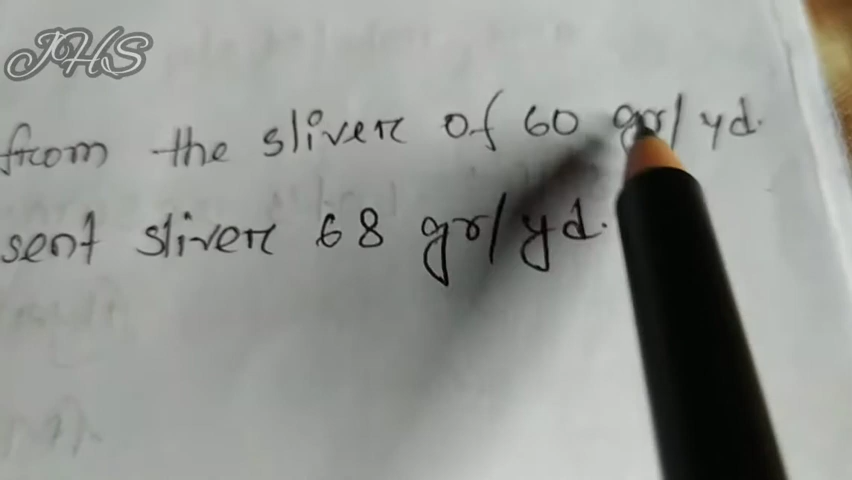 JHS
from the sliver of 60 gr/yd.
sent sliver 68 gr/yd.